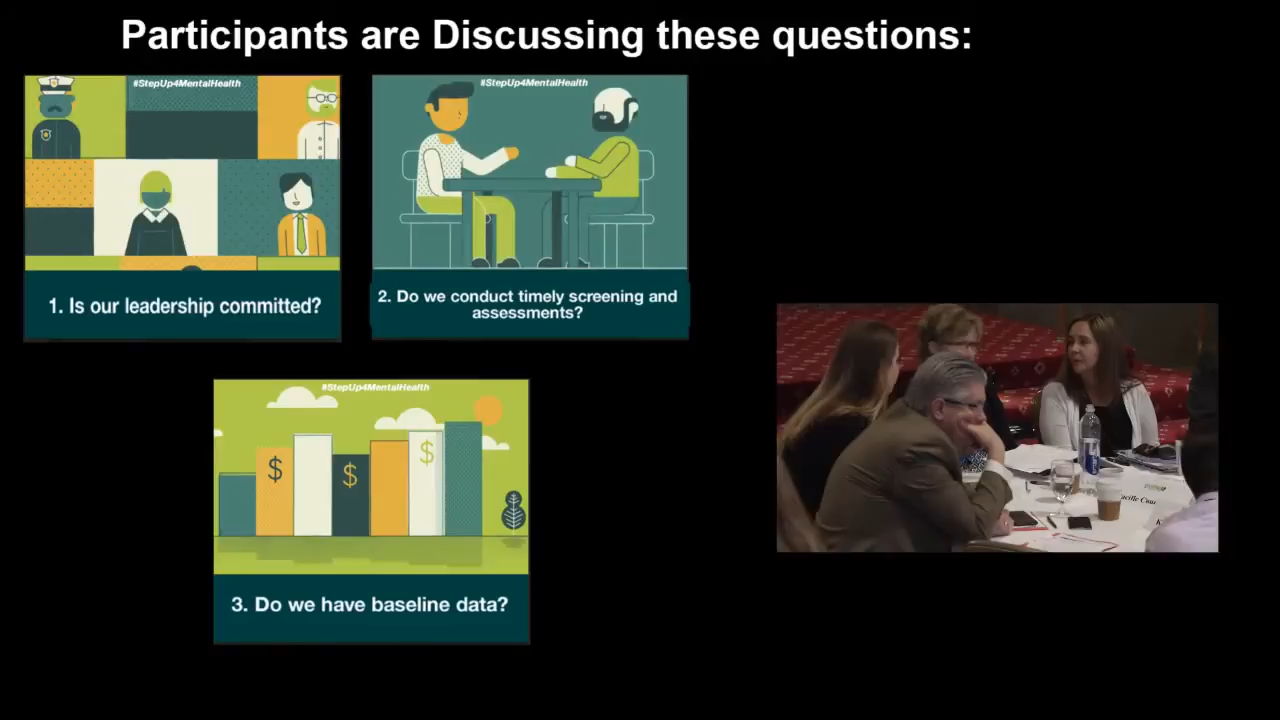 Participants are Discussing these questions:
#StepUp4MentalHealth
1. Is our leadership committed?
#StepUp4MentalHealth
2. Do we conduct timely screening and
assessments?
#StepUp4MentalHealth
$ $ $
3. Do we have baseline data?